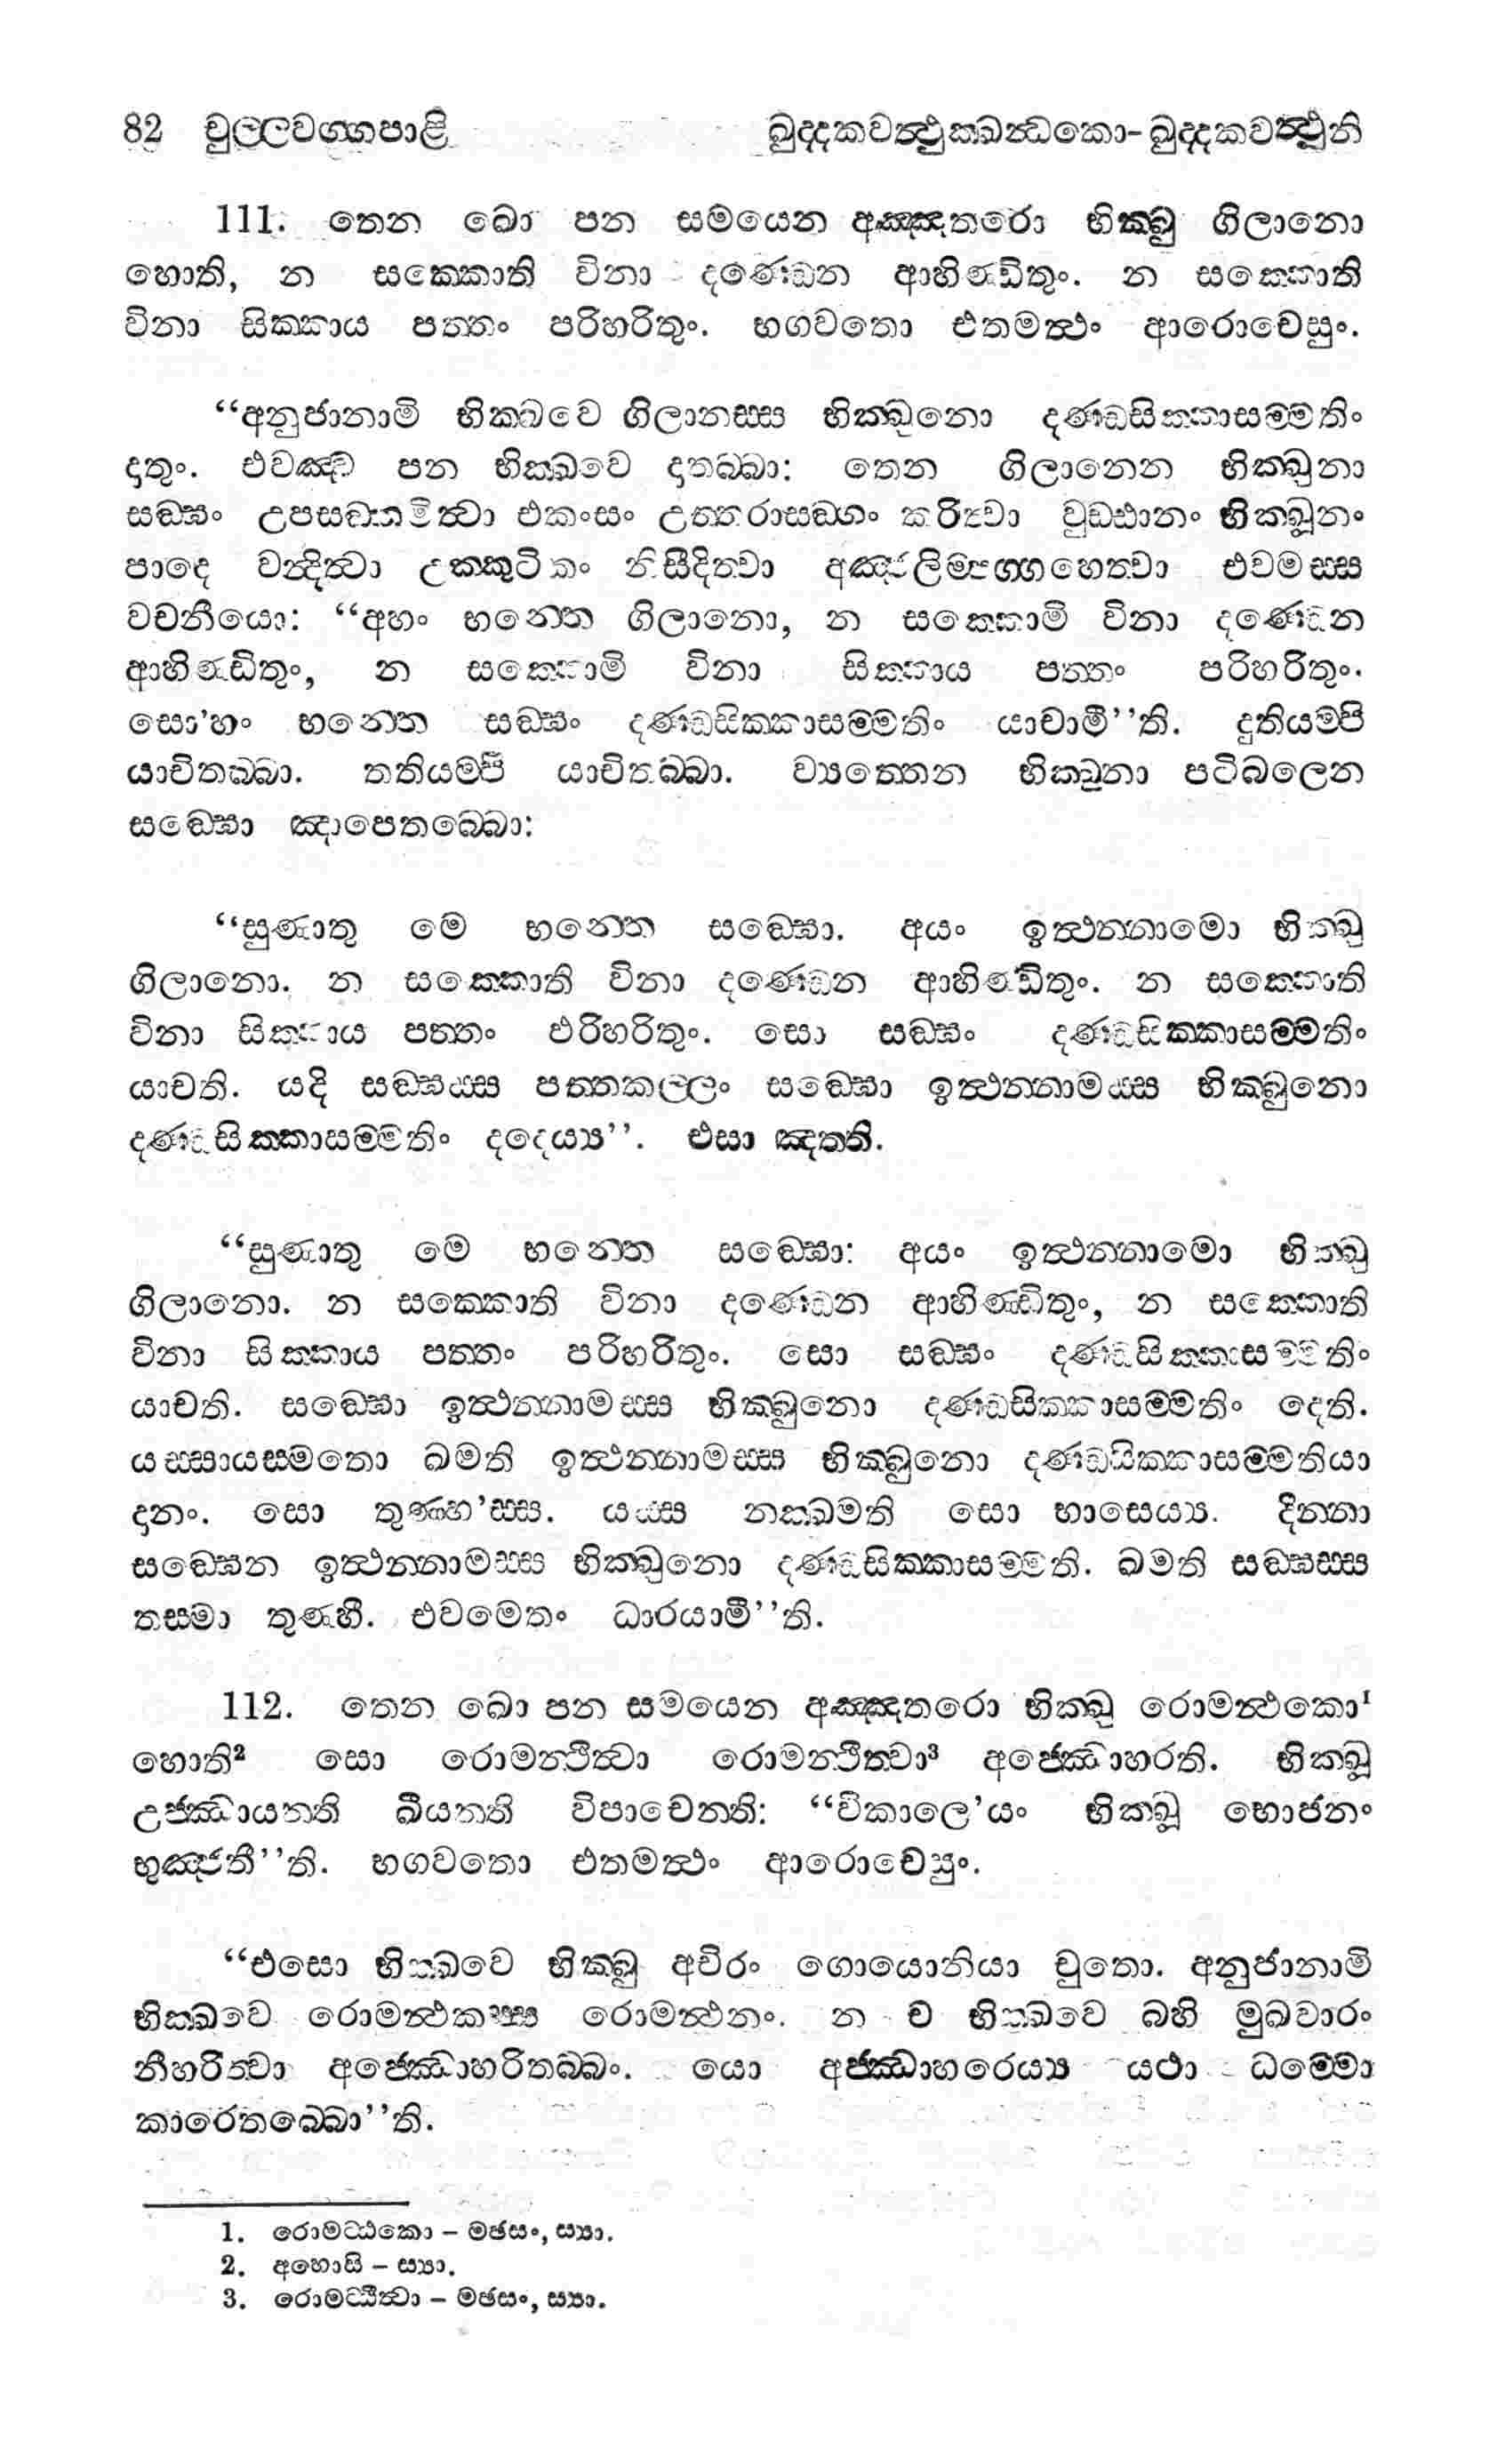 82 චුල්ලවග්ගපාළි ඛුද්දකවත්ථුක්ඛන්ධකො-ඛුද්දකවත්ථූනි
111. තෙන ඛො පන සමයෙන අඤ්ඤතරො භික්ඛු ගිලානො
හොති, න සක්කොති විනා දණ්ඩෙන ආහිණ්ඩිතුං. න සක්කොති
විනා සික්කාය පත්තං පරිහරිතුං. භගවතො එතමත්ථං ආරොචෙසුං.
“අනුජානාමි භික්ඛවෙ ගිලානස්ස භික්ඛුනො දණ්ඩසික්කාසම්මතිං
දාතුං. එවඤ්ච පන භික්ඛවෙ දාතබ්බා: තෙන ගිලානෙන භික්ඛුනා
සඞ්ඝං උපසඞ්කමිත්වා එකංසං උත්තරාසඞ්ගං කරිත්වා වුඩ්ඪානං භික්ඛූනං
පාදෙ වන්දිත්වා උක්කුටිකං නිසීදිත්වා අඤ්ජලිම්පග්ගහෙත්වා එවමස්ස
වචනීයො: “අහං භන්තෙ ගිලානො, න සක්කොමි විනා දණ්ඩෙන
ආහිණ්ඩිතුං, න සක්කොමි විනා සික්කාය පත්තං පරිහරිතුං.
සො’හං භන්තෙ සඞ්ඝං දණ්ඩසික්කාසම්මතිං යාචාමී’’ති. දුතියම්පි
යාචිතබ්බා. තතියම්පි යාචිතබ්බා. ව්‍යත්තෙන භික්ඛුනා පටිබලෙන
සඞ්ඝො ඤාපෙතබ්බො:
“සුණාතු මෙ භන්තෙ සඞ්ඝො. අයං ඉත්ථන්නාමො භික්ඛු
ගිලානො. න සක්කොති විනා දණ්ඩෙන ආහිණ්ඩිතුං. න සක්කොති
විනා සික්කාය පත්තං පරිහරිතුං. සො සඞ්ඝං දණ්ඩසික්කාසම්මතිං
යාචති. යදි සඞ්ඝස්ස පත්තකල්ලං සඞ්ඝො ඉත්ථන්නාමස්ස භික්ඛුනො
දණ්ඩසික්කාසම්මතිං දදෙය්‍ය’’. එසා ඤත්ති.
“සුණාතු මෙ භන්තෙ සඞ්ඝො: අයං ඉත්ථන්නාමො භික්ඛු
ගිලානො. න සක්කොති විනා දණ්ඩෙන ආහිණ්ඩිතුං, න සක්කොති
විනා සික්කාය පත්තං පරිහරිතුං. සො සඞ්ඝං දණ්ඩසික්කාසම්මතිං
යාචති. සඞ්ඝො ඉත්ථන්නාමස්ස භික්ඛුනො දණ්ඩසික්කාසම්මතිං දෙති.
යස්සායස්මතො ඛමති ඉත්ථන්නාමස්ස භික්ඛුනො දණ්ඩසික්කාසම්මතියා
දානං. සො තුණ්හ’ස්ස. යස්ස නක්ඛමති සො භාසෙය්‍ය. දින්නා
සඞ්ඝෙන ඉත්ථන්නාමස්ස භික්ඛුනො දණ්ඩසික්කාසම්මති. ඛමති සඞ්ඝස්ස
තස්මා තුණ්හී. එවමෙතං ධාරයාමී’’ති.
112. තෙන ඛො පන සමයෙන අඤ්ඤතරො භික්ඛු රොමන්ථකො¹
හොති² සො රොමන්ථිත්වා රොමන්ථිත්වා³ අජ්ඣොහරති. භික්ඛූ
උජ්ඣායන්ති ඛීයන්ති විපාචෙන්ති: “විකාලෙ’යං භික්ඛූ භොජනං
භුඤ්ජතී’’ති. භගවතො එතමත්ථං ආරොචෙසුං.
“එසො භික්ඛවෙ භික්ඛු අචිරං ගොයොනියා චුතො. අනුජානාමි
භික්ඛවෙ රොමන්ථකස්ස රොමන්ථනං. න ච භික්ඛවෙ බහි මුඛවාරං
නීහරිත්වා අජ්ඣොහරිතබ්බං. යො අජ්ඣාහරෙය්‍ය යථා ධම්මො
කාරෙතබ්බො’’ති.
1. රොමට්ඨකො – මඡසං, ස්‍යා.
2. අහොසි – ස්‍යා.
3. රොමට්ඨිත්වා – මඡසං, ස්‍යා.